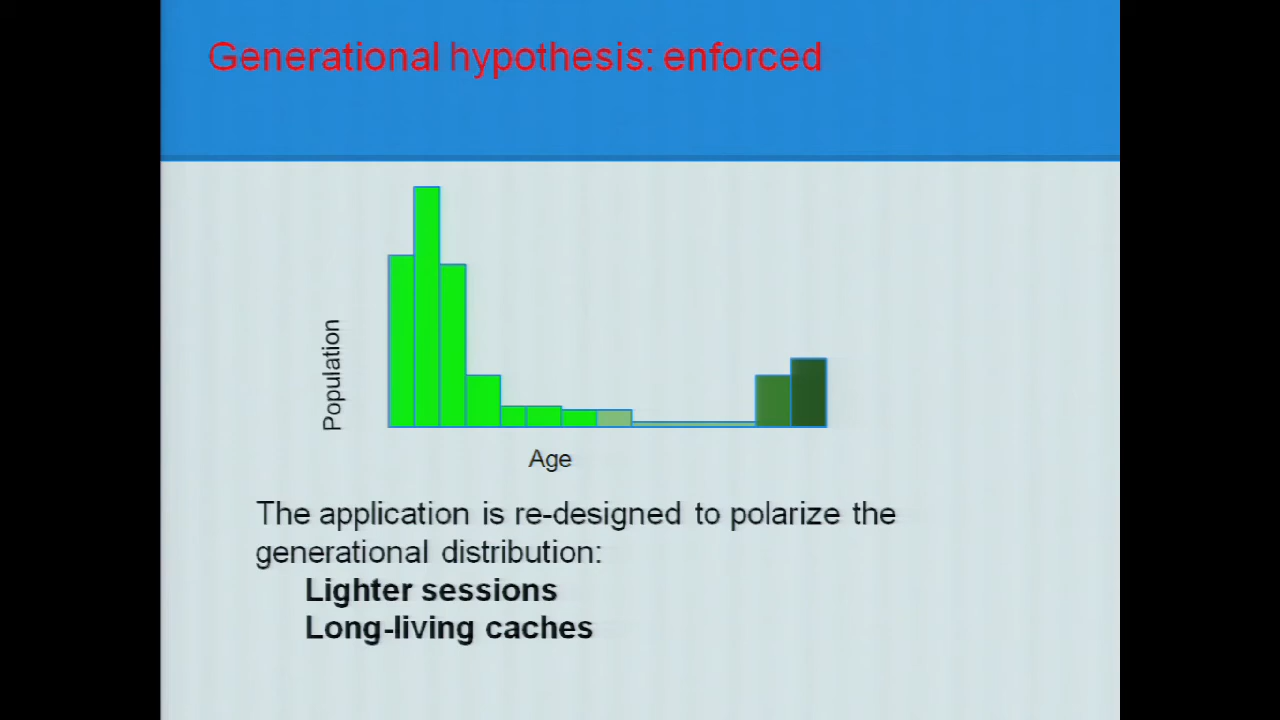 Generational hypothesis: enforced
Population
Age
The application is re-designed to polarize the
generational distribution:
Lighter sessions
Long-living caches